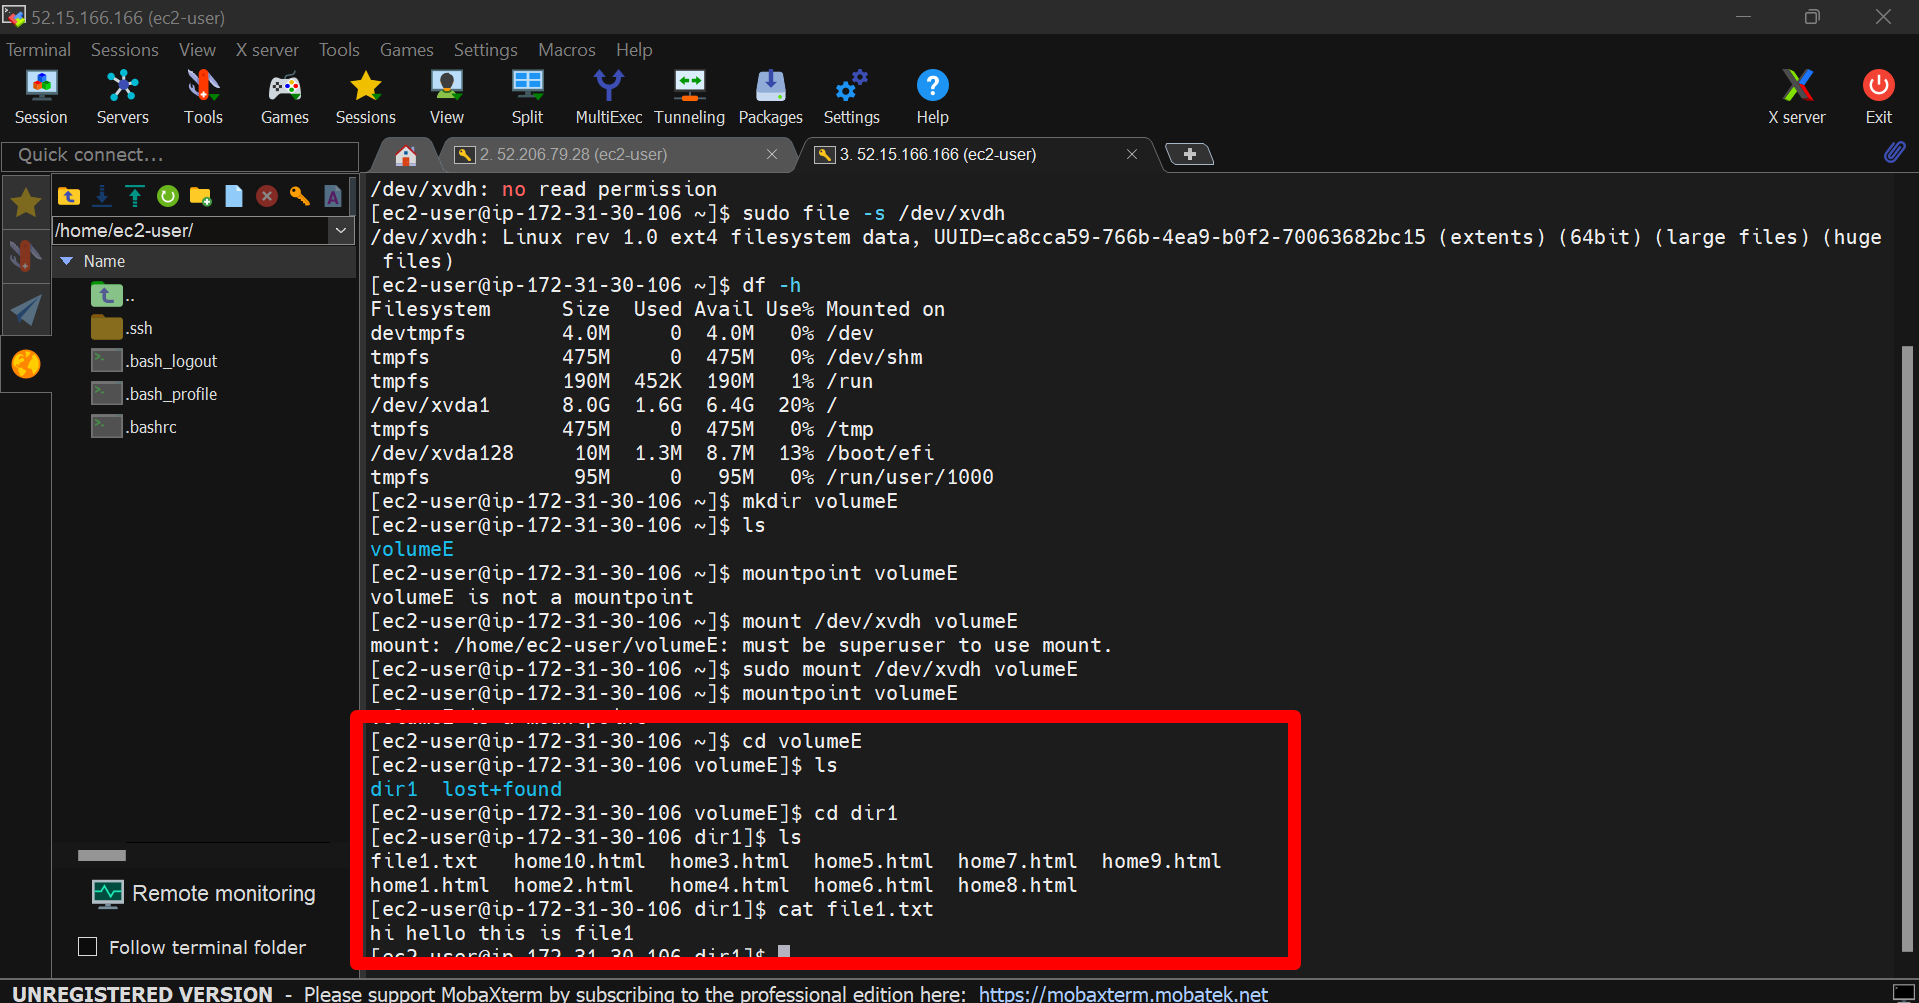 52.15.166.166 (ec2-user)
Terminal Sessions View X server Tools Games Settings Macros Help
Session Servers Tools Games Sessions View Split MultiExec Tunneling Packages Settings Help X server Exit
Quick connect...
2. 52.206.79.28 (ec2-user)
3. 52.15.166.166 (ec2-user)
/home/ec2-user/
Name
..
.ssh
.bash_logout
.bash_profile
.bashrc
Remote monitoring
Follow terminal folder
/dev/xvdh: no read permission
[ec2-user@ip-172-31-30-106 ~]$ sudo file -s /dev/xvdh
/dev/xvdh: Linux rev 1.0 ext4 filesystem data, UUID=ca8cca59-766b-4ea9-b0f2-70063682bc15 (extents) (64bit) (large files) (huge
files)
[ec2-user@ip-172-31-30-106 ~]$ df -h
Filesystem      Size  Used Avail Use% Mounted on
devtmpfs        4.0M     0  4.0M   0% /dev
tmpfs           475M     0  475M   0% /dev/shm
tmpfs           190M  452K  190M   1% /run
/dev/xvda1      8.0G  1.6G  6.4G  20% /
tmpfs           475M     0  475M   0% /tmp
/dev/xvda128     10M  1.3M  8.7M  13% /boot/efi
tmpfs            95M     0   95M   0% /run/user/1000
[ec2-user@ip-172-31-30-106 ~]$ mkdir volumeE
[ec2-user@ip-172-31-30-106 ~]$ ls
volumeE
[ec2-user@ip-172-31-30-106 ~]$ mountpoint volumeE
volumeE is not a mountpoint
[ec2-user@ip-172-31-30-106 ~]$ mount /dev/xvdh volumeE
mount: /home/ec2-user/volumeE: must be superuser to use mount.
[ec2-user@ip-172-31-30-106 ~]$ sudo mount /dev/xvdh volumeE
[ec2-user@ip-172-31-30-106 ~]$ mountpoint volumeE
volumeE is a mountpoint
[ec2-user@ip-172-31-30-106 ~]$ cd volumeE
[ec2-user@ip-172-31-30-106 volumeE]$ ls
dir1  lost+found
[ec2-user@ip-172-31-30-106 volumeE]$ cd dir1
[ec2-user@ip-172-31-30-106 dir1]$ ls
file1.txt   home10.html  home3.html  home5.html  home7.html  home9.html
home1.html  home2.html   home4.html  home6.html  home8.html
[ec2-user@ip-172-31-30-106 dir1]$ cat file1.txt
hi hello this is file1
[ec2-user@ip-172-31-30-106 dir1]$
UNREGISTERED VERSION - Please support MobaXterm by subscribing to the professional edition here: https://mobaxterm.mobatek.net